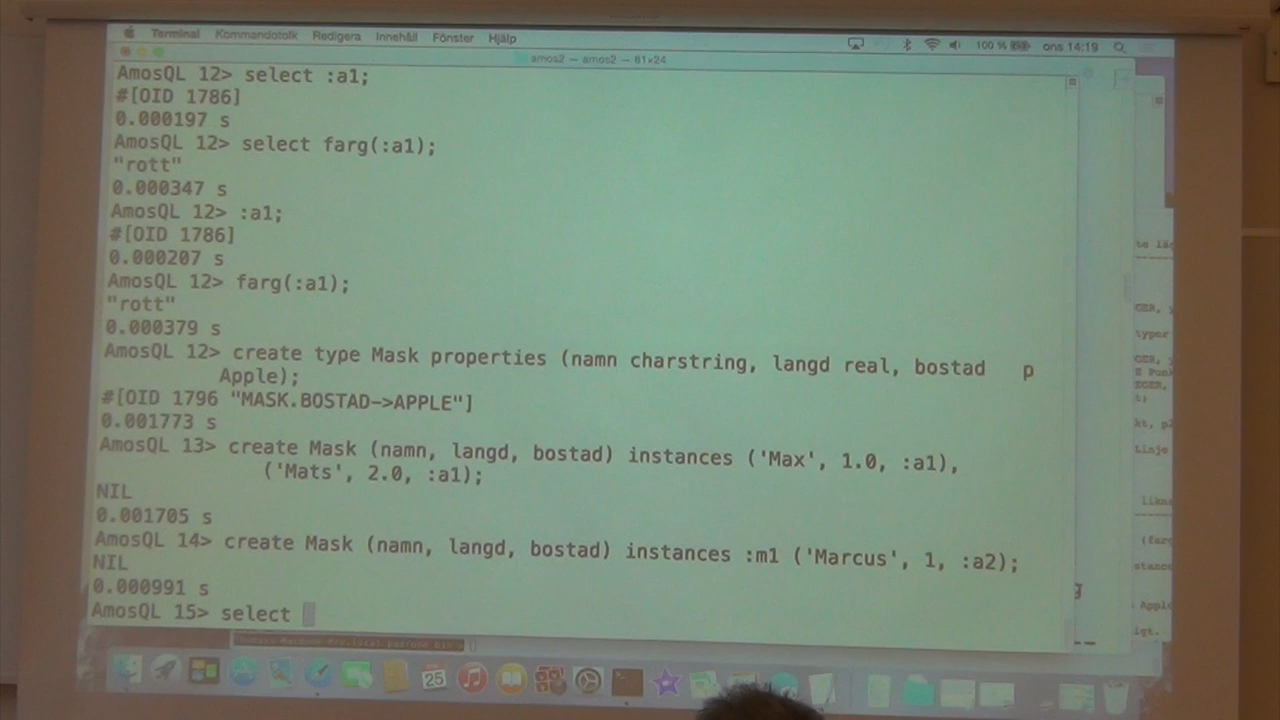 Terminal Kommandotolk Redigera Innehåll Fönster Hjälp 100 % ons 14:19
amos2 — amos2 — 81×24
AmosQL 12> select :a1;
#[OID 1786]
0.000197 s
AmosQL 12> select farg(:a1);
"rott"
0.000347 s
AmosQL 12> :a1;
#[OID 1786]
0.000207 s
AmosQL 12> farg(:a1);
"rott"
0.000379 s
AmosQL 12> create type Mask properties (namn charstring, langd real, bostad p
Apple);
#[OID 1796 "MASK.BOSTAD->APPLE"]
0.001773 s
AmosQL 13> create Mask (namn, langd, bostad) instances ('Max', 1.0, :a1),
('Mats', 2.0, :a1);
NIL
0.001705 s
AmosQL 14> create Mask (namn, langd, bostad) instances :m1 ('Marcus', 1, :a2);
NIL
0.000991 s
AmosQL 15> select
25